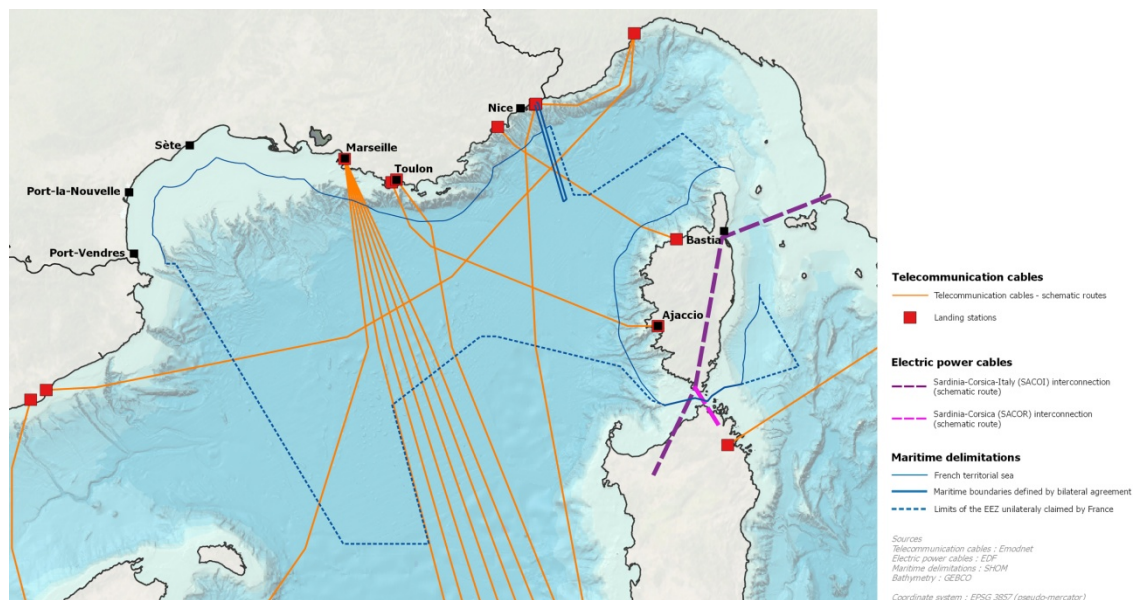 Nice
Sète
Marseille
Toulon
Port-la-Nouvelle
Port-Vendres
Bastia
Ajaccio
Telecommunication cables
Telecommunication cables - schematic routes
Landing stations
Electric power cables
Sardinia-Corsica-Italy (SACOI) interconnection
(schematic route)
Sardinia-Corsica (SACOR) interconnection
(schematic route)
Maritime delimitations
French territorial sea
Maritime boundaries defined by bilateral agreement
Limits of the EEZ unilateraly claimed by France
Sources
Telecommunication cables : Emodnet
Electric power cables : EDF
Maritime delimitations : SHOM
Bathymetry : GEBCO
Coordinate system : EPSG 3857 (pseudo-mercator)